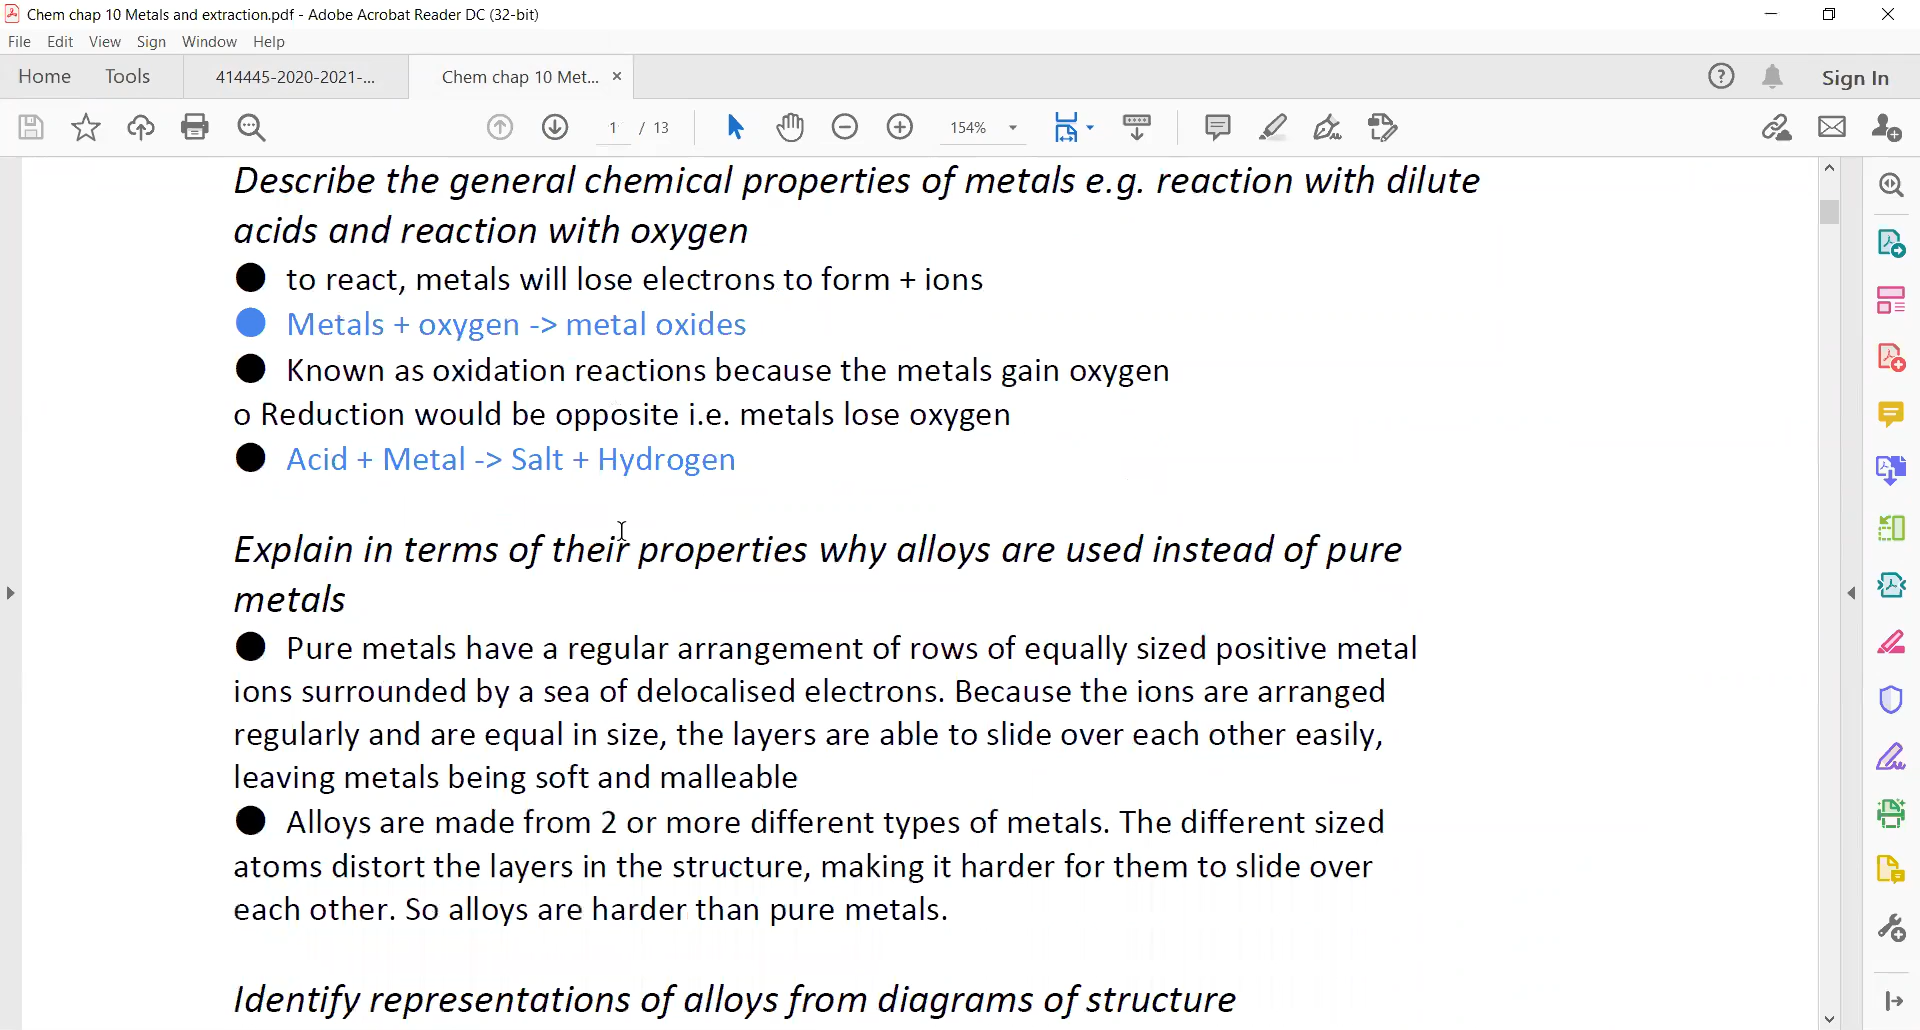 Chem chap 10 Metals and extraction.pdf - Adobe Acrobat Reader DC (32-bit)
File Edit View Sign Window Help
Home Tools 414445-2020-2021-... Chem chap 10 Met... × Sign In
1 / 13 154%
Describe the general chemical properties of metals e.g. reaction with dilute
acids and reaction with oxygen
● to react, metals will lose electrons to form + ions
● Metals + oxygen -> metal oxides
● Known as oxidation reactions because the metals gain oxygen
o Reduction would be opposite i.e. metals lose oxygen
● Acid + Metal -> Salt + Hydrogen
Explain in terms of their properties why alloys are used instead of pure
metals
● Pure metals have a regular arrangement of rows of equally sized positive metal
ions surrounded by a sea of delocalised electrons. Because the ions are arranged
regularly and are equal in size, the layers are able to slide over each other easily,
leaving metals being soft and malleable
● Alloys are made from 2 or more different types of metals. The different sized
atoms distort the layers in the structure, making it harder for them to slide over
each other. So alloys are harder than pure metals.
Identify representations of alloys from diagrams of structure